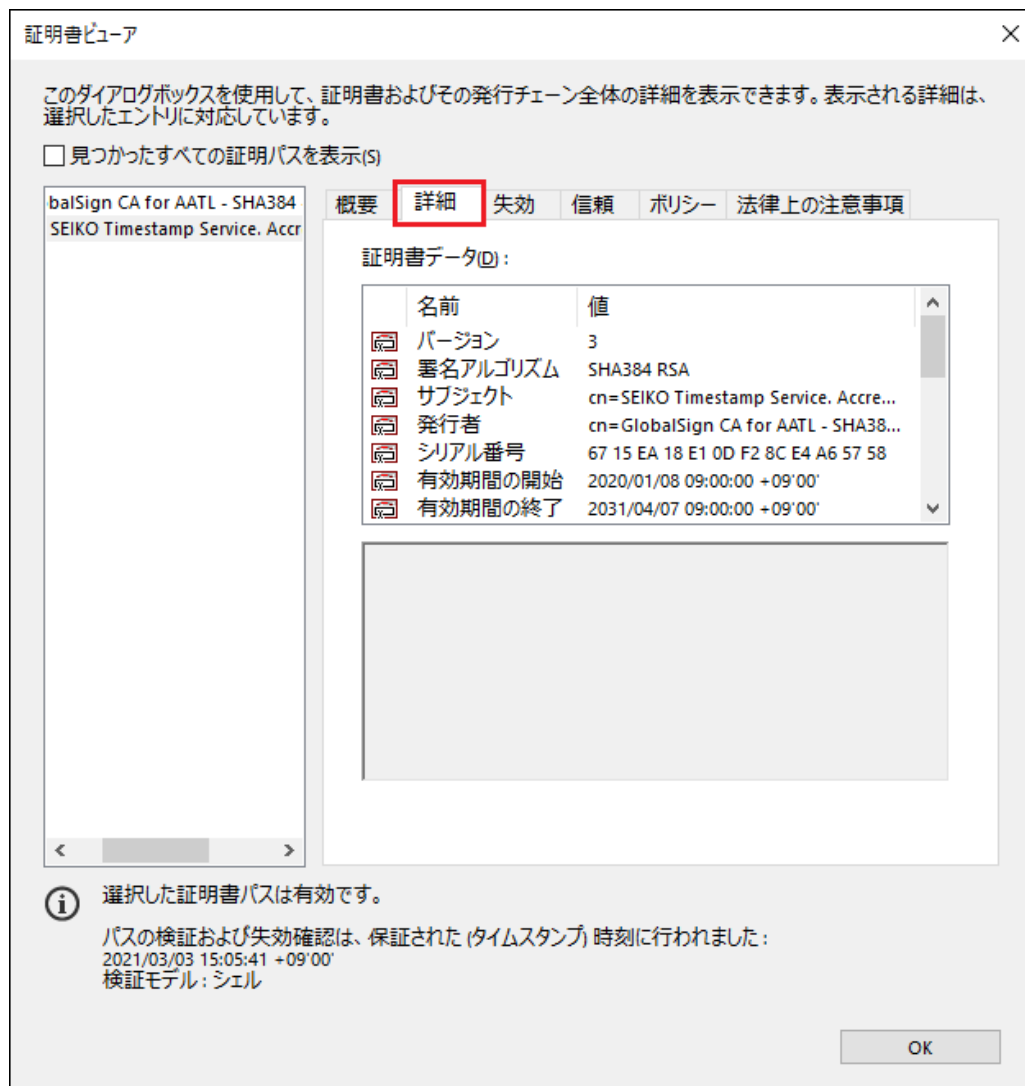 証明書ビューア
このダイアログボックスを使用して、証明書およびその発行チェーン全体の詳細を表示できます。表示される詳細は、
選択したエントリに対応しています。
見つかったすべての証明パスを表示(S)
balSign CA for AATL - SHA384
SEIKO Timestamp Service. Accr
概要 詳細 失効 信頼 ポリシー 法律上の注意事項
証明書データ(D) :
名前 値
バージョン 3
署名アルゴリズム SHA384 RSA
サブジェクト cn=SEIKO Timestamp Service. Accre...
発行者 cn=GlobalSign CA for AATL - SHA38...
シリアル番号 67 15 EA 18 E1 0D F2 8C E4 A6 57 58
有効期間の開始 2020/01/08 09:00:00 +09'00'
有効期間の終了 2031/04/07 09:00:00 +09'00'
選択した証明書パスは有効です。
パスの検証および失効確認は、保証された (タイムスタンプ) 時刻に行われました :
2021/03/03 15:05:41 +09'00'
検証モデル : シェル
OK